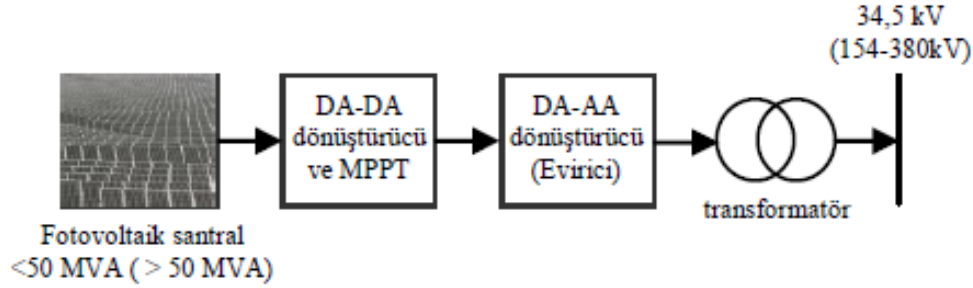 34,5 kV
(154-380kV)
DA-DA
dönüştürücü
ve MPPT
DA-AA
dönüştürücü
(Evirici)
transformatör
Fotovoltaik santral
<50 MVA ( > 50 MVA)